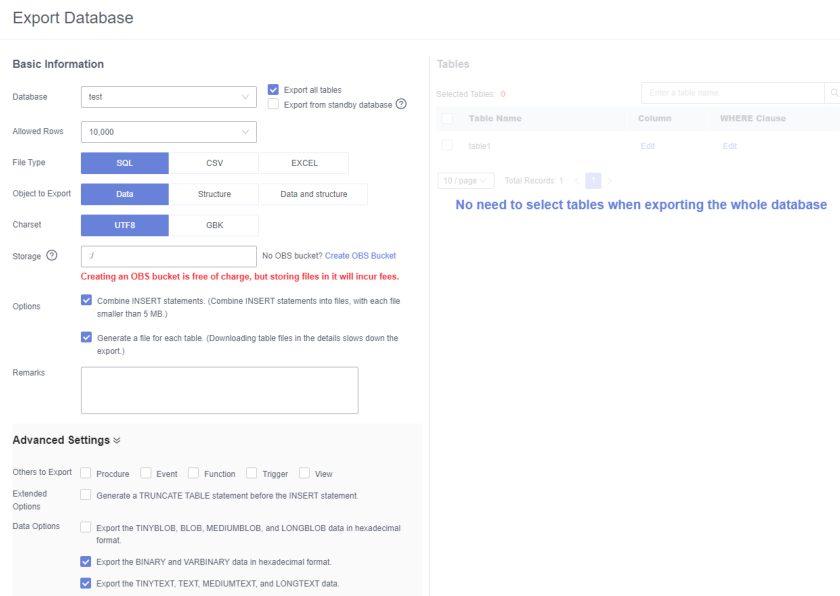 Export Database
Basic Information
Database
test
Export all tables
Export from standby database ?
Allowed Rows
10,000
File Type
SQL
CSV
EXCEL
Object to Export
Data
Structure
Data and structure
Charset
UTF8
GBK
Storage ?
:/
No OBS bucket? Create OBS Bucket
Creating an OBS bucket is free of charge, but storing files in it will incur fees.
Options
Combine INSERT statements. (Combine INSERT statements into files, with each file
smaller than 5 MB.)
Generate a file for each table. (Downloading table files in the details slows down the
export.)
Remarks
Advanced Settings
Others to Export
Procdure
Event
Function
Trigger
View
Extended
Options
Generate a TRUNCATE TABLE statement before the INSERT statement.
Data Options
Export the TINYBLOB, BLOB, MEDIUMBLOB, and LONGBLOB data in hexadecimal
format.
Export the BINARY and VARBINARY data in hexadecimal format.
Export the TINYTEXT, TEXT, MEDIUMTEXT, and LONGTEXT data.
Tables
Selected Tables: 0
Enter a table name.
Table Name
Column
WHERE Clause
table1
Edit
Edit
10 / page
Total Records: 1
< 1 >
No need to select tables when exporting the whole database